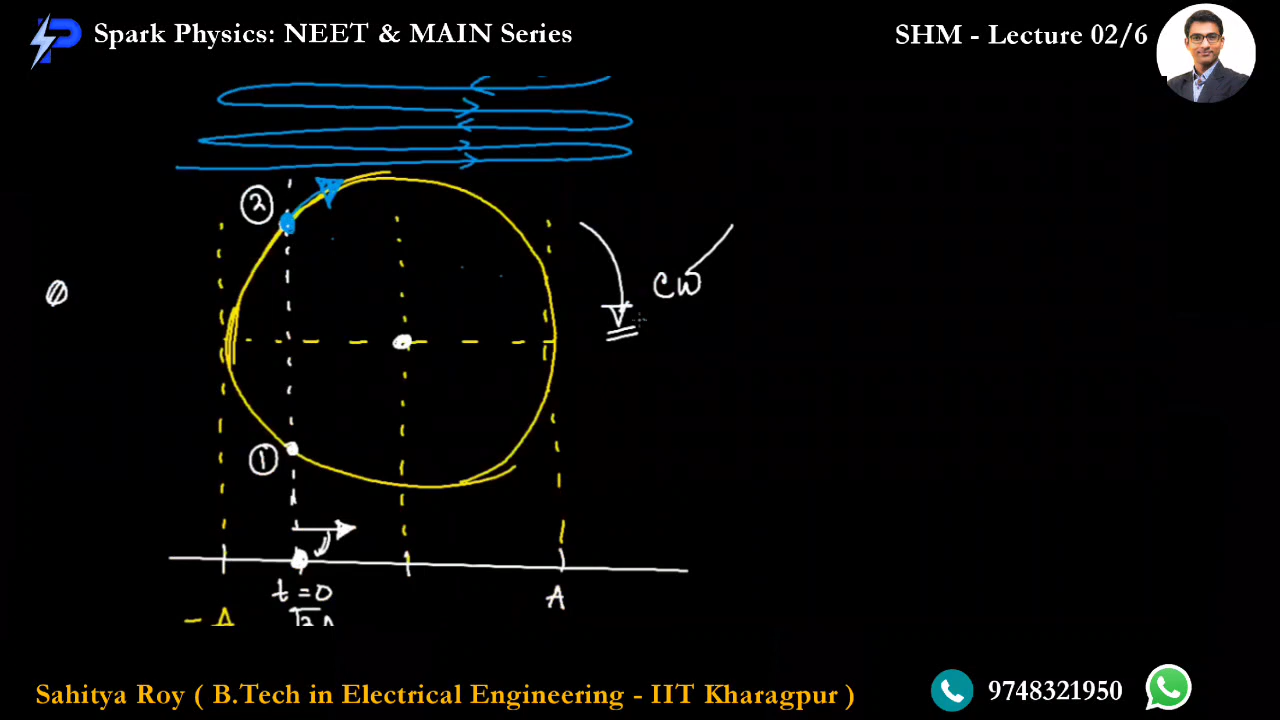 Spark Physics: NEET & MAIN Series
SHM - Lecture 02/6
②
CW
①
t = 0
- A
A
Sahitya Roy ( B.Tech in Electrical Engineering - IIT Kharagpur )
9748321950